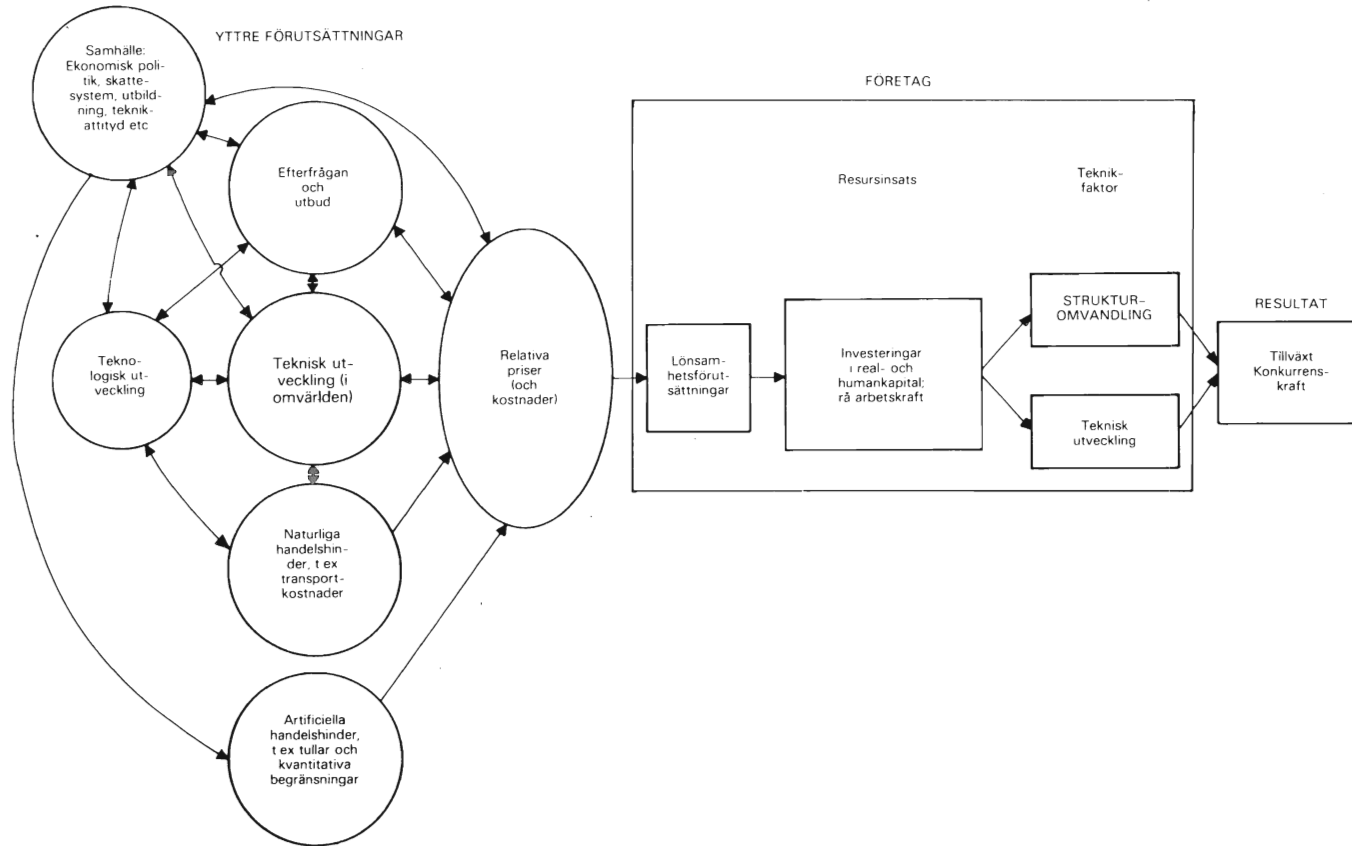 YTTRE FÖRUTSÄTTNINGAR
Samhälle:
Ekonomisk poli-
tik, skatte-
system, utbild-
ning, teknik-
attityd etc
Efterfrågan
och
utbud
Tekno-
logisk ut-
veckling
Teknisk ut-
veckling (i
omvärlden)
Naturliga
handelshin-
der, t ex
transport-
kostnader
Artificiella
handelshinder,
t ex tullar och
kvantitativa
begränsningar
Relativa
priser
(och
kostnader)
FÖRETAG
Resursinsats
Teknik-
faktor
Lönsam-
hetsförut-
sättningar
Investeringar
i real- och
humankapital;
rå arbetskraft
STRUKTUR-
OMVANDLING
Teknisk
utveckling
RESULTAT
Tillväxt
Konkurrens-
kraft